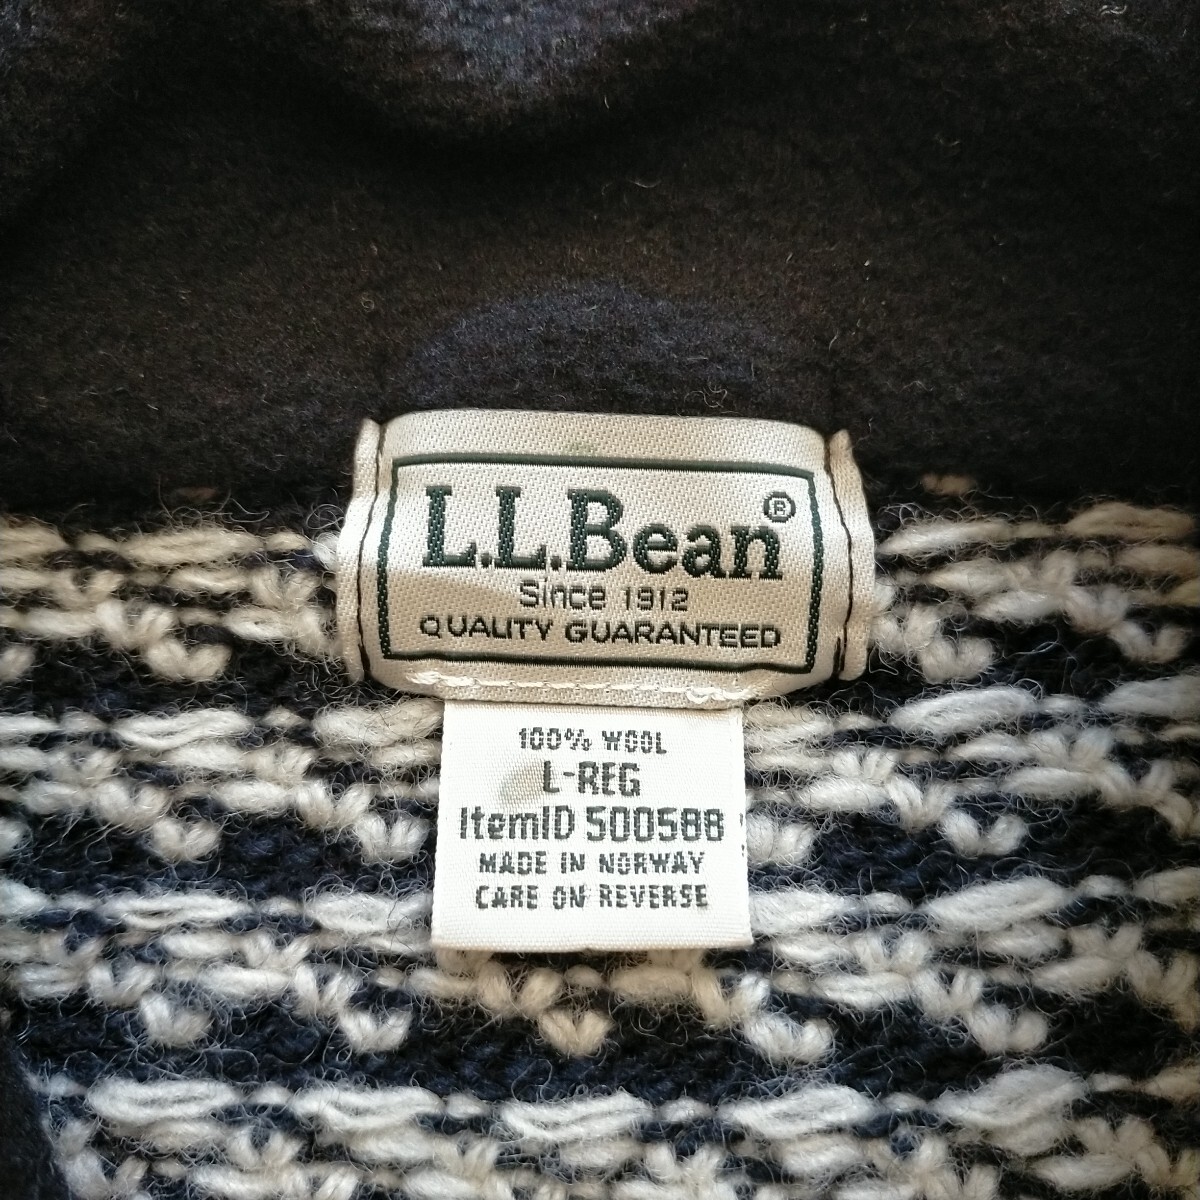 L.L.Bean®
Since 1912
QUALITY GUARANTEED
100% WOOL
L-REG
ItemID 500588
MADE IN NORWAY
CARE ON REVERSE